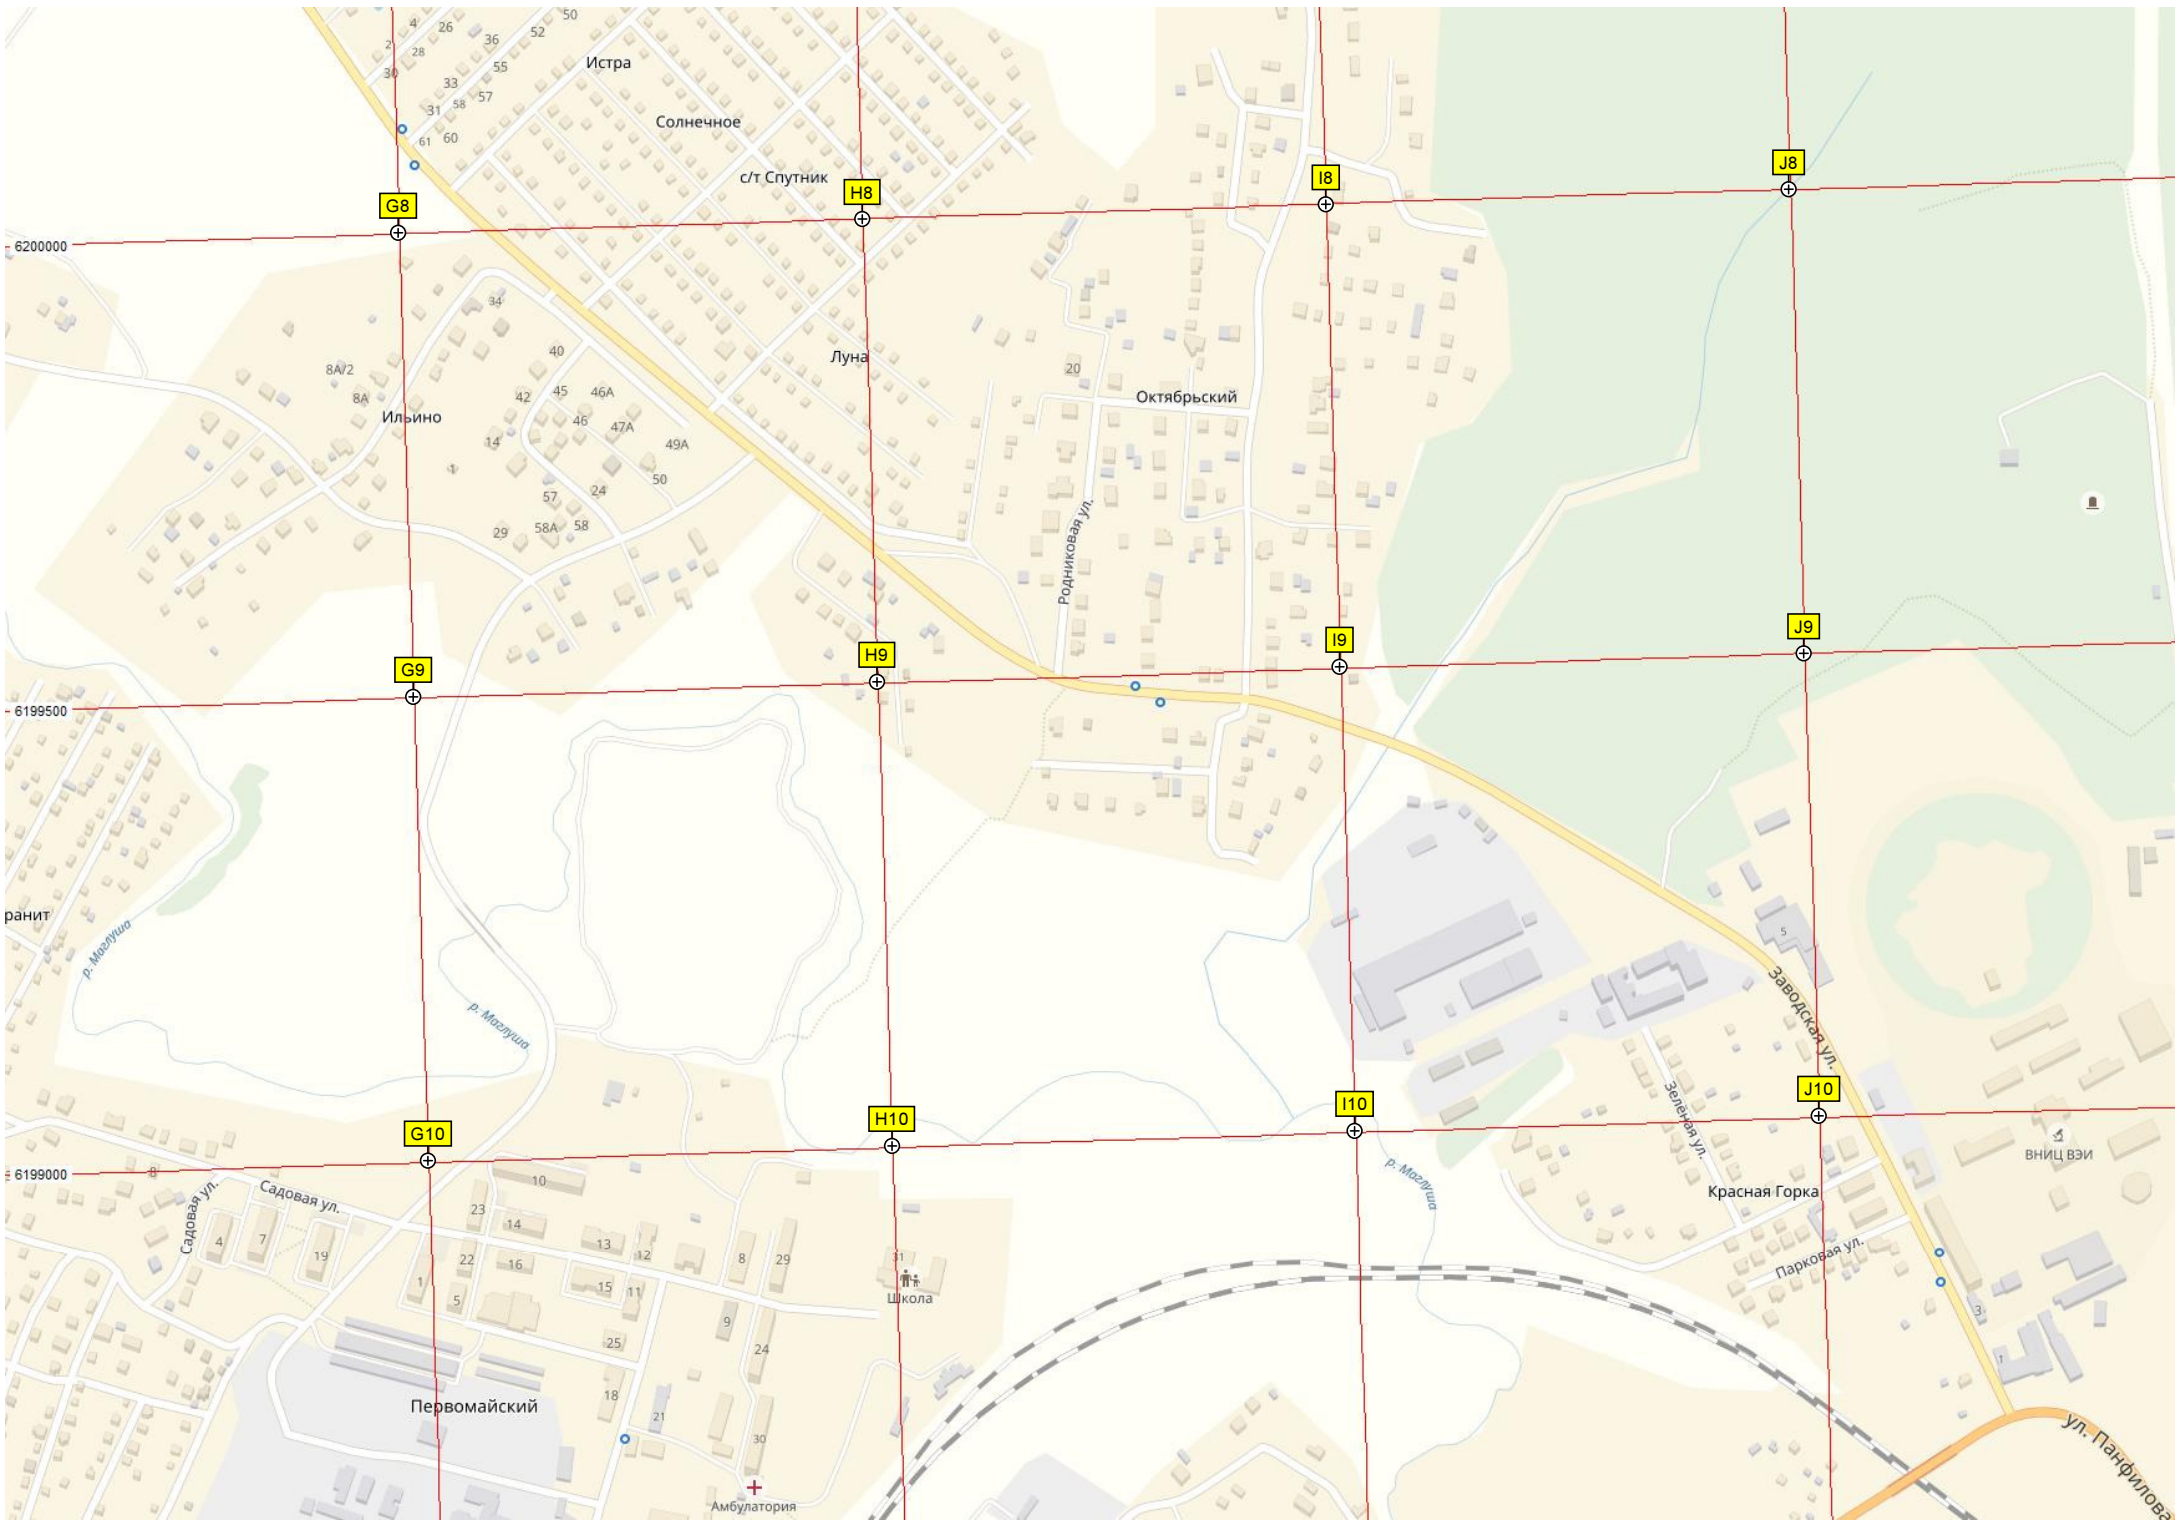 50
4
26
52
36
2
28
Истра
30
55
33
57
58
31
Солнечное
61
60
J8
с/т Спутник
I8
H8
G8
6200000
34
40
Луна
8А/2
20
45
46А
42
Октябрьский
8А
Ильино
46
47А
14
49А
1
50
24
57
58А
58
29
Родниковая ул.
J9
I9
H9
G9
6199500
ранит
5
р. Маглуша
Заводская ул.
р. Маглуша
J10
I10
H10
G10
Зелёная ул.
ВНИЦ ВЭИ
6199000
8
10
р. Маглуша
Красная Горка
Садовая ул.
Садовая ул.
23
14
4
7
19
13
12
22
16
8
29
31
Парковая ул.
1
5
15
11
Школа
3
9
25
24
1
18
Первомайский
21
ул. Панфилова
30
Амбулатория